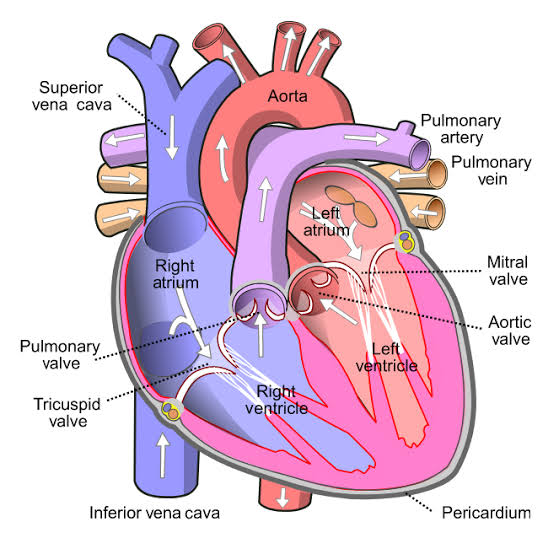 Superior
vena cava
Aorta
Pulmonary
artery
Pulmonary
vein
Left
atrium
Right
atrium
Mitral
valve
Aortic
valve
Pulmonary
valve
Left
ventricle
Tricuspid
valve
Right
ventricle
Inferior vena cava
Pericardium